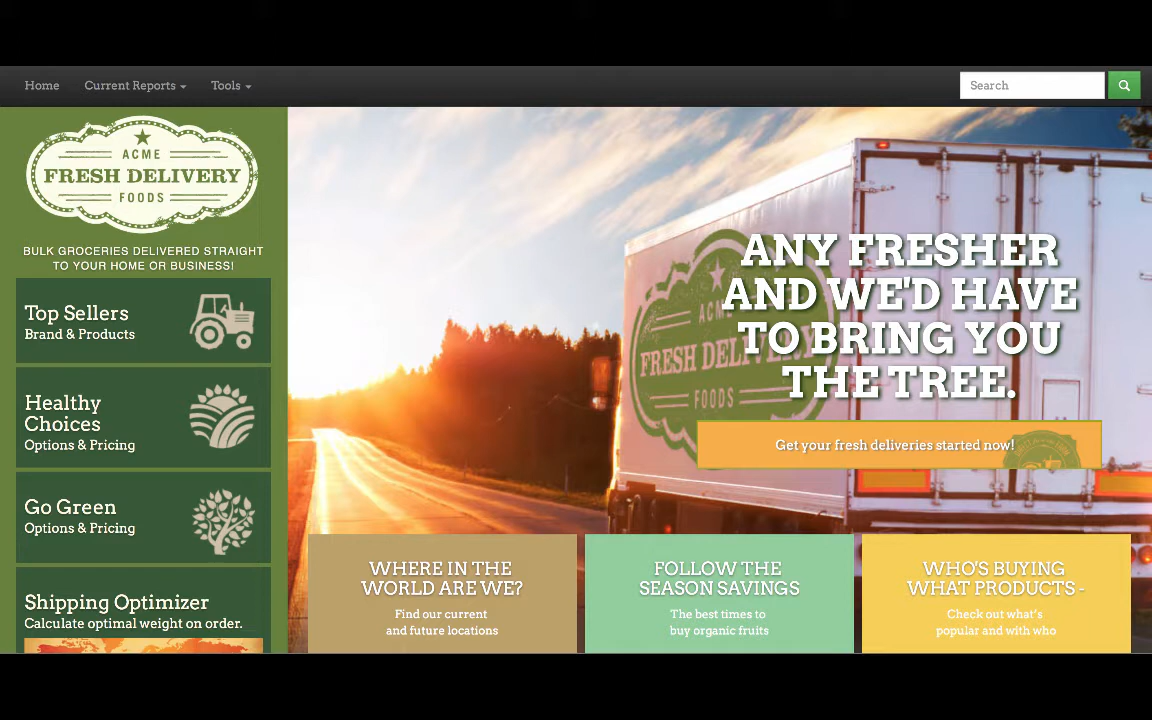 Home
Current Reports
Tools
Search
ACME
FRESH DELIVERY
FOODS
BULK GROCERIES DELIVERED STRAIGHT
TO YOUR HOME OR BUSINESS!
Top Sellers
Brand & Products
Healthy
Choices
Options & Pricing
Go Green
Options & Pricing
Shipping Optimizer
Calculate optimal weight on order.
ANY FRESHER
AND WE'D HAVE
TO BRING YOU
THE TREE.
ACME
FRESH DELIVERY
FOODS
Get your fresh deliveries started now!
WHERE IN THE
WORLD ARE WE?
Find our current
and future locations
FOLLOW THE
SEASON SAVINGS
The best times to
buy organic fruits
WHO'S BUYING
WHAT PRODUCTS -
Check out what's
popular and with who